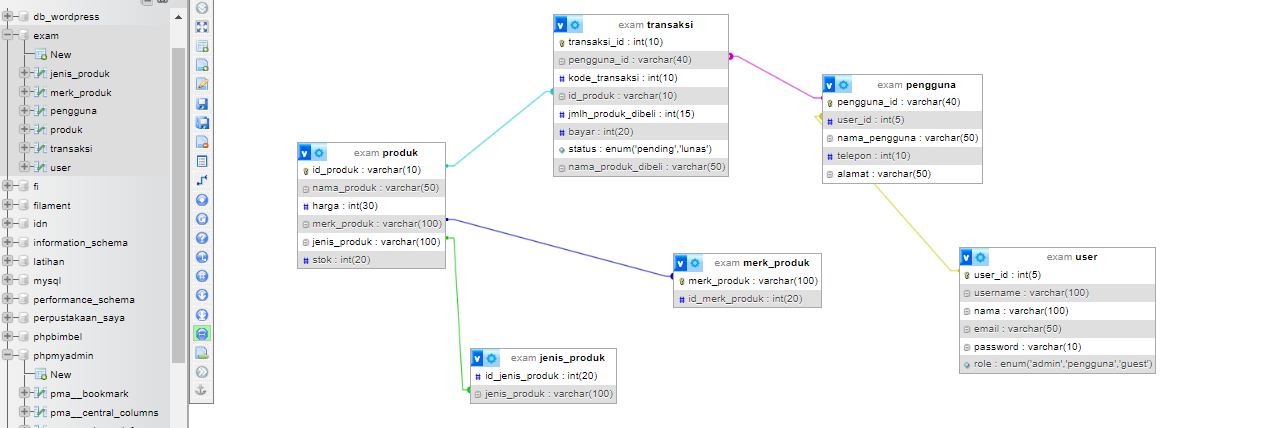 db_wordpress
exam
New
jenis_produk
merk_produk
pengguna
produk
transaksi
user
fi
filament
idn
information_schema
latihan
mysql
performance_schema
perpustakaan_saya
phpbimbel
phpmyadmin
New
pma__bookmark
pma__central_columns
v exam transaksi
transaksi_id : int(10)
pengguna_id : varchar(40)
# kode_transaksi : int(10)
id_produk : varchar(10)
# jmlh_produk_dibeli : int(15)
# bayar : int(20)
status : enum('pending','lunas')
nama_produk_dibeli : varchar(50)
v exam pengguna
pengguna_id : varchar(40)
# user_id : int(5)
nama_pengguna : varchar(50)
# telepon : int(10)
alamat : varchar(50)
v exam produk
id_produk : varchar(10)
nama_produk : varchar(50)
# harga : int(30)
merk_produk : varchar(100)
jenis_produk : varchar(100)
# stok : int(20)
v exam merk_produk
merk_produk : varchar(100)
# id_merk_produk : int(20)
v exam user
user_id : int(5)
username : varchar(100)
nama : varchar(100)
email : varchar(50)
password : varchar(10)
role : enum('admin','pengguna','guest')
v exam jenis_produk
# id_jenis_produk : int(20)
jenis_produk : varchar(100)